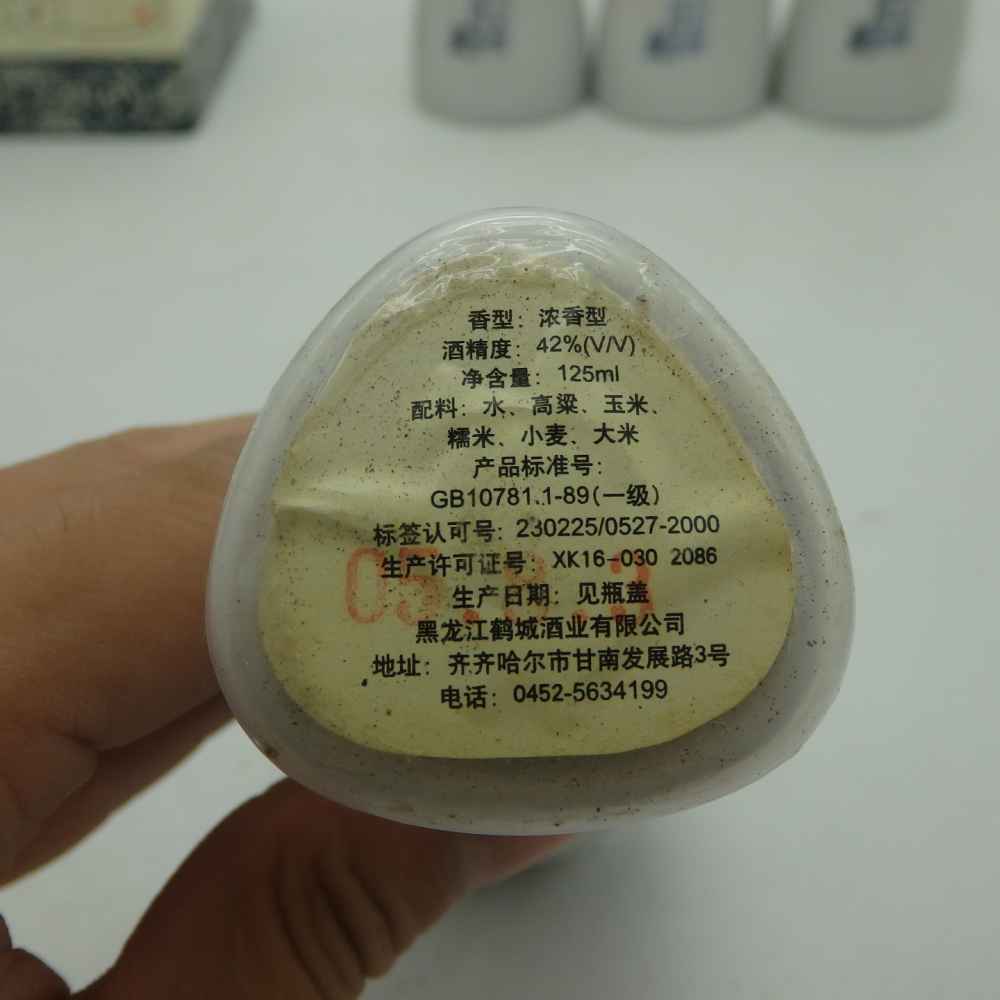 香型：浓香型
酒精度：42%(V/V)
净含量：125ml
配料：水、高粱、玉米、
糯米、小麦、大米
产品标准号：
GB10781.1-89(一级)
标签认可号：230225/0527-2000
生产许可证号：XK16-030 2086
生产日期：见瓶盖
黑龙江鹤城酒业有限公司
地址：齐齐哈尔市甘南发展路3号
电话：0452-5634199